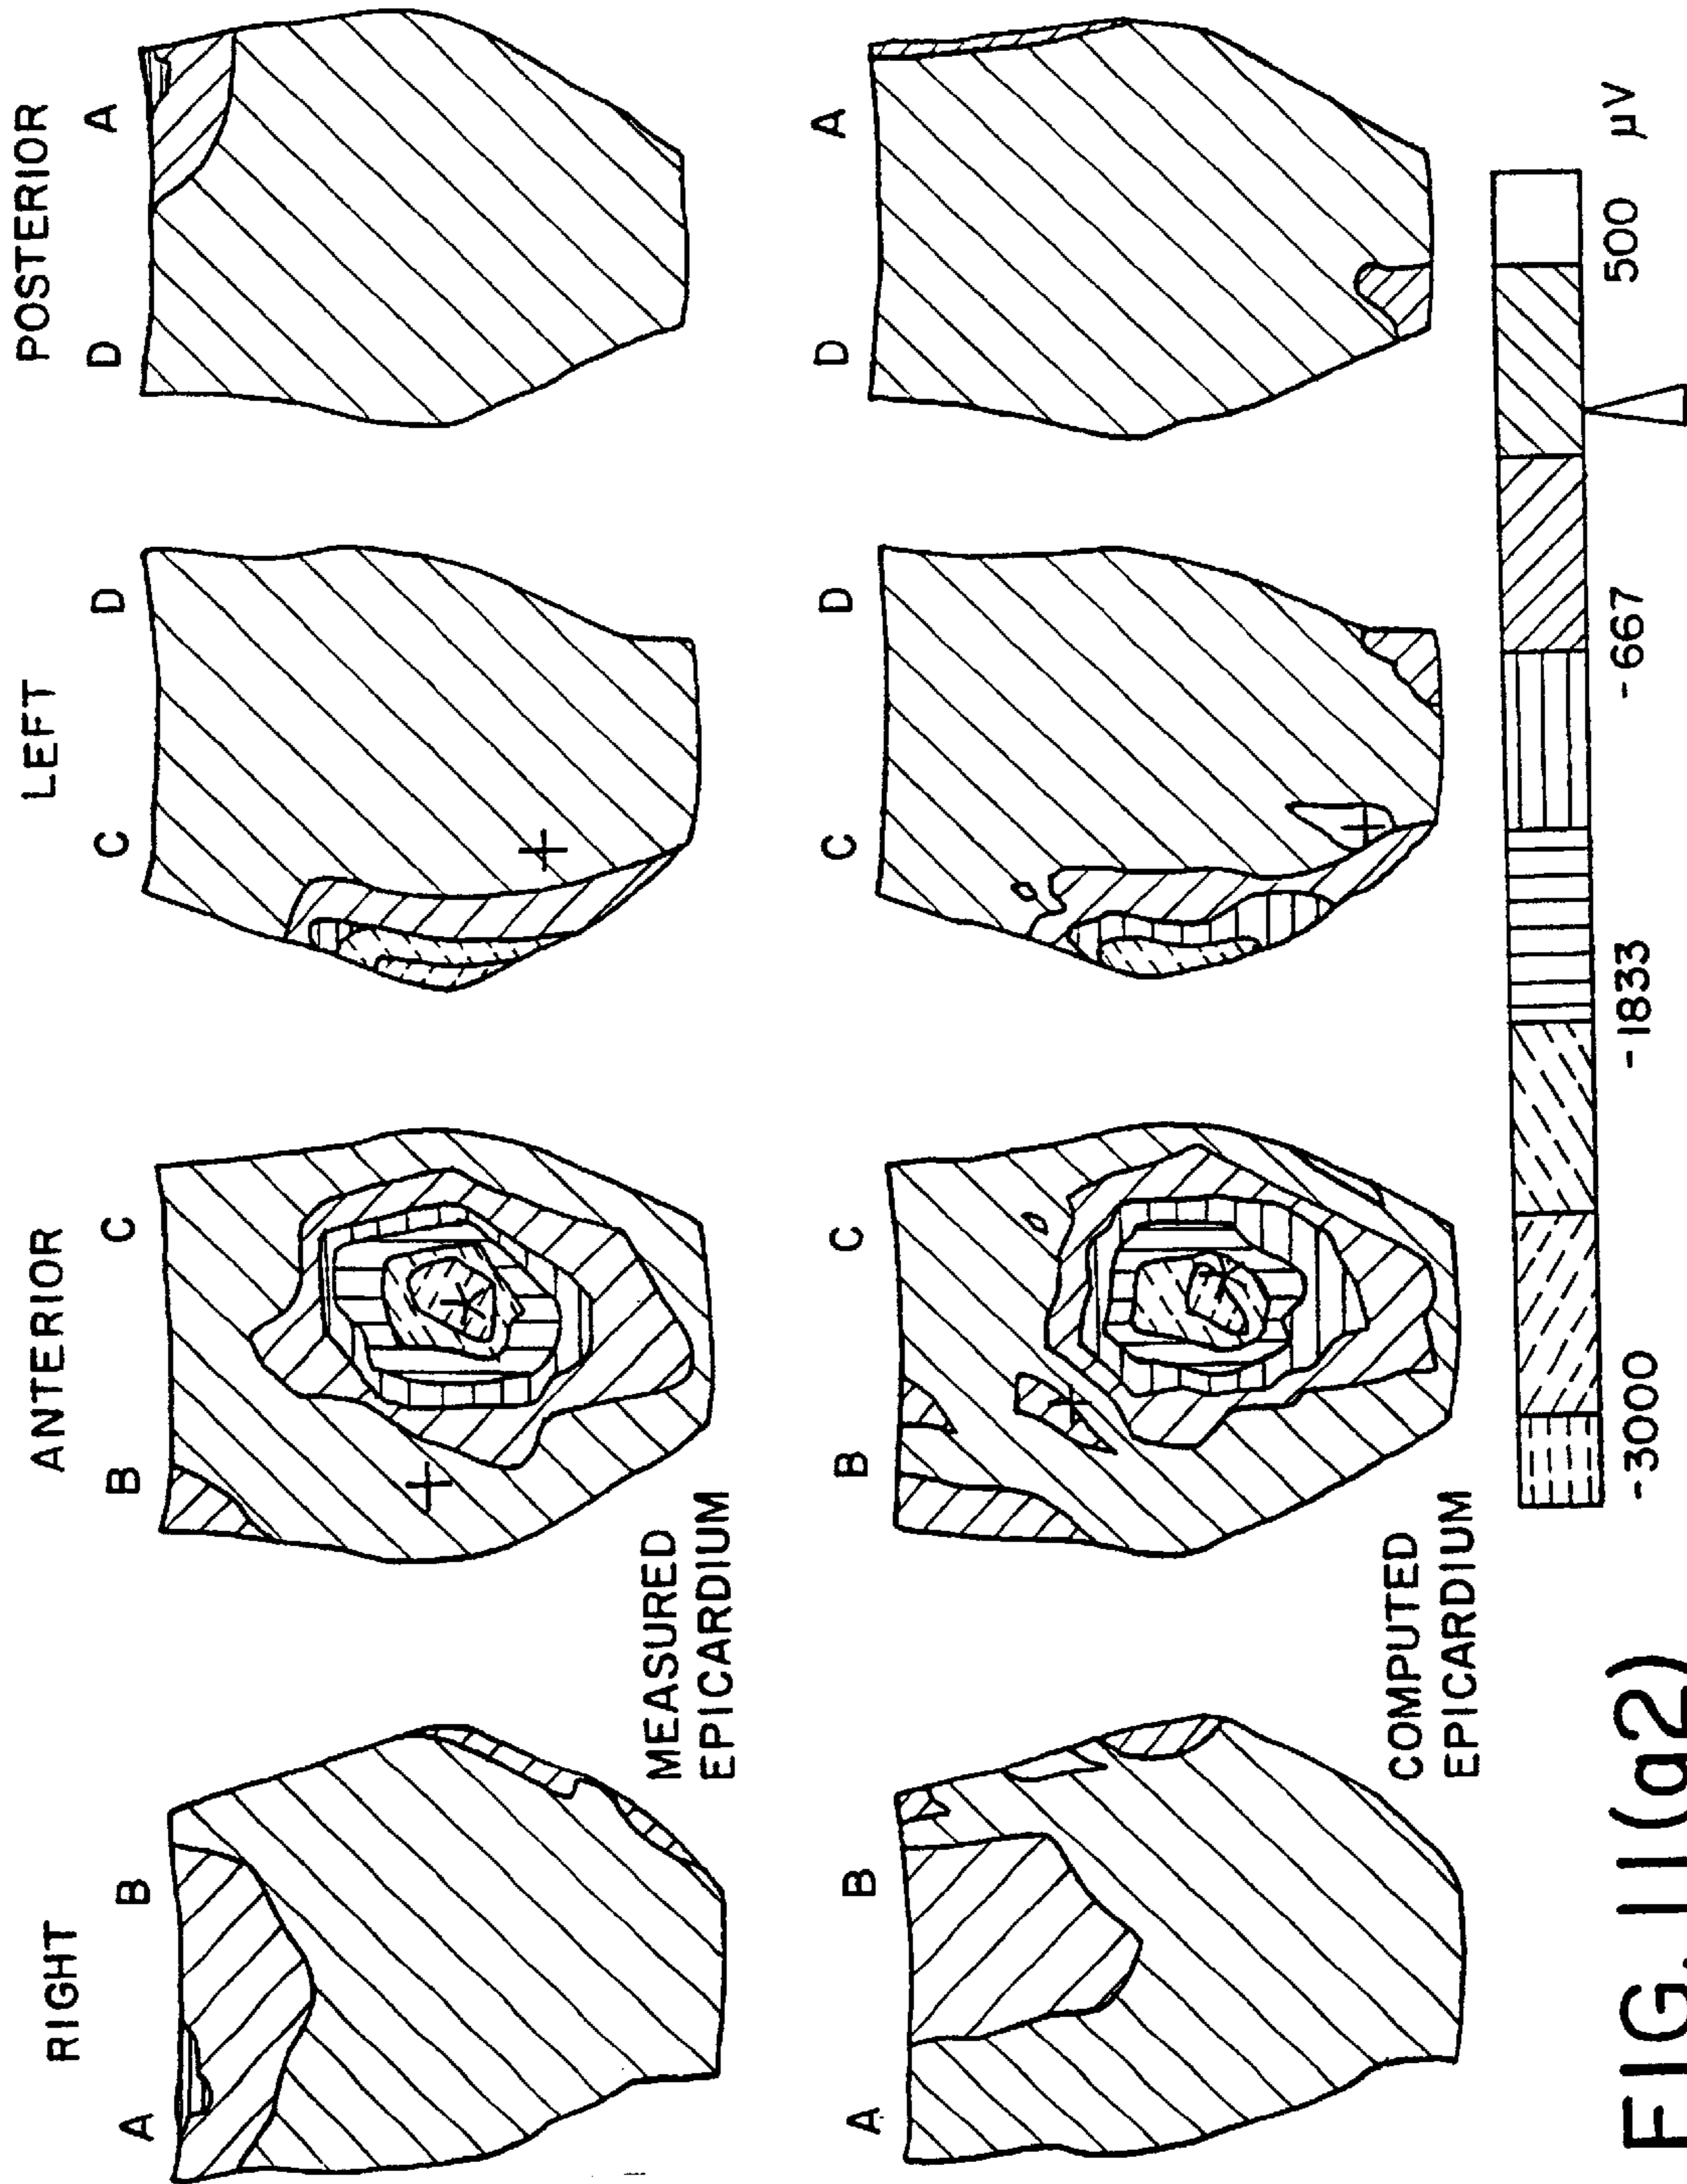 RIGHT ANTERIOR LEFT POSTERIOR
A B B C C D D A
MEASURED
EPICARDIUM
A B B C C D D A
COMPUTED
EPICARDIUM
-3000 -1833 -667 500 µV
FIG. 11(a2)